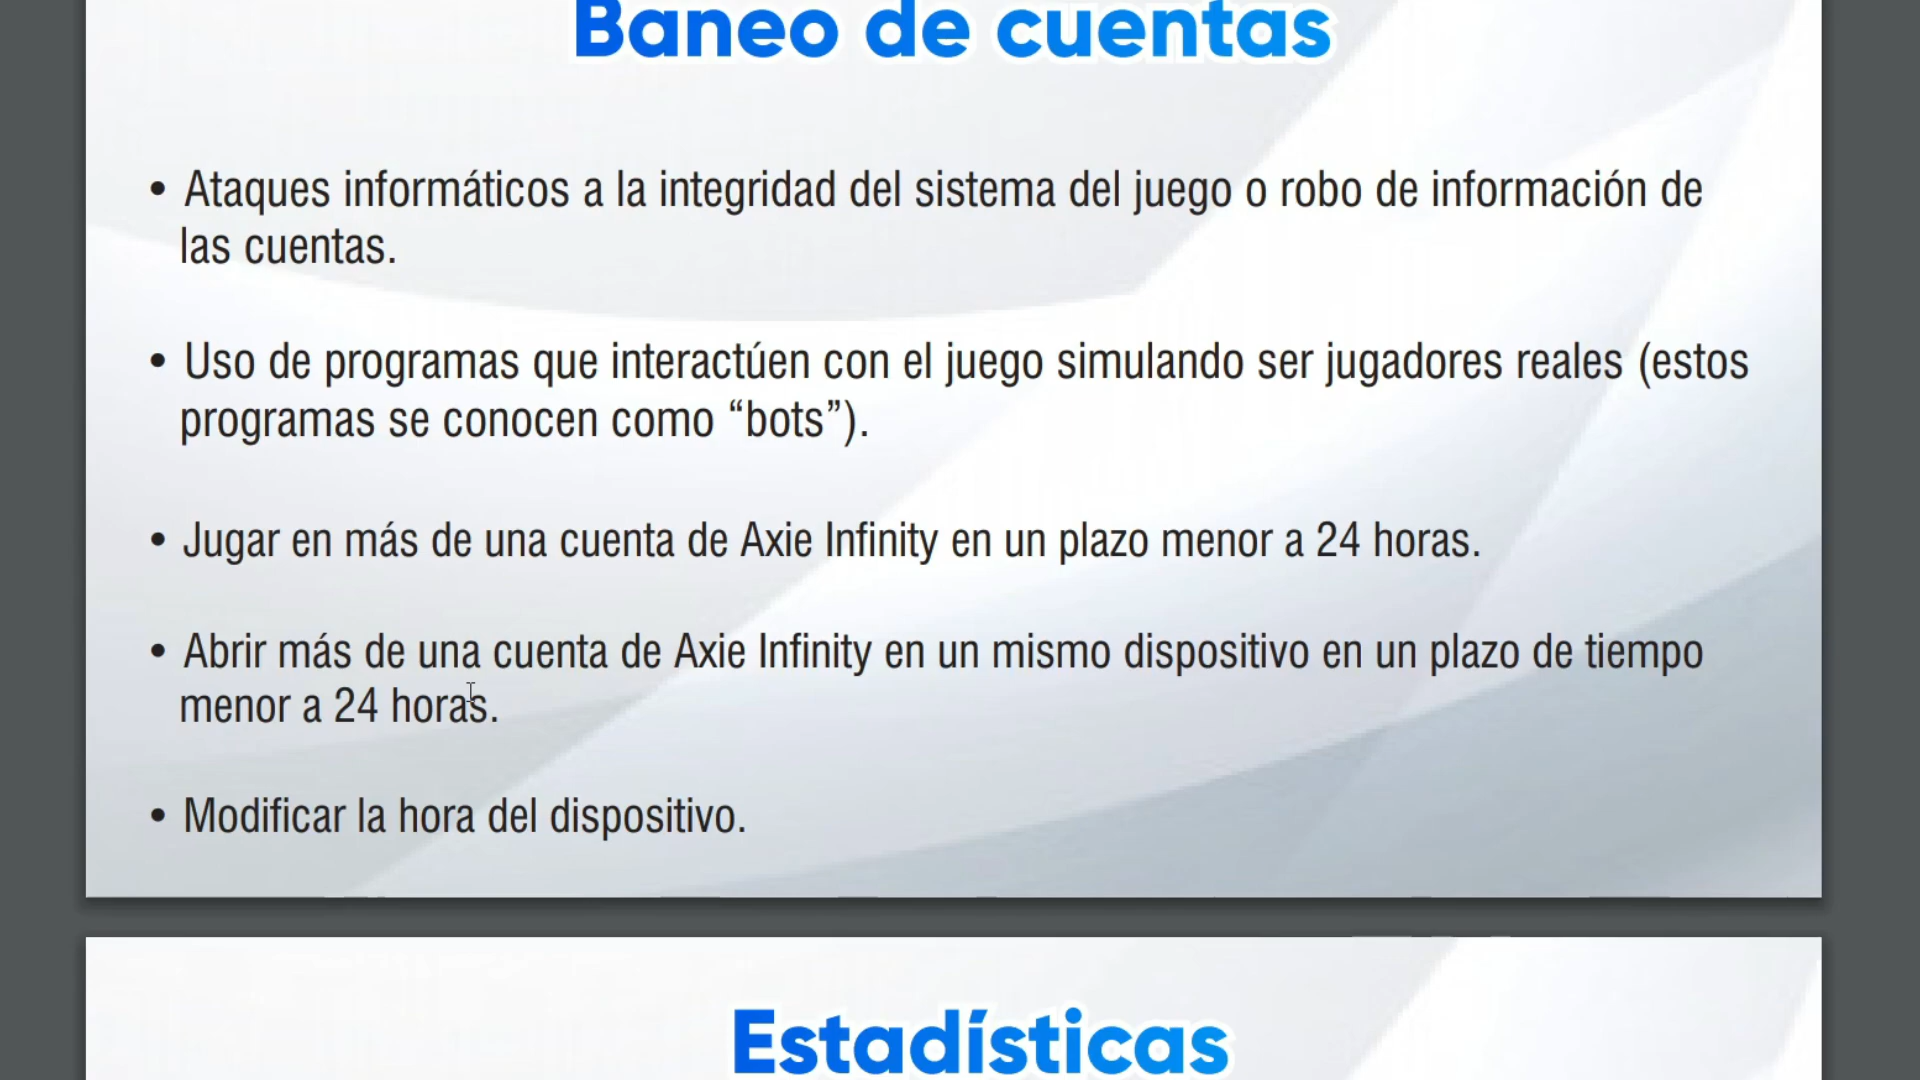 Baneo de cuentas
• Ataques informáticos a la integridad del sistema del juego o robo de información de
las cuentas.
• Uso de programas que interactúen con el juego simulando ser jugadores reales (estos
programas se conocen como “bots”).
• Jugar en más de una cuenta de Axie Infinity en un plazo menor a 24 horas.
• Abrir más de una cuenta de Axie Infinity en un mismo dispositivo en un plazo de tiempo
menor a 24 horas.
• Modificar la hora del dispositivo.
Estadísticas